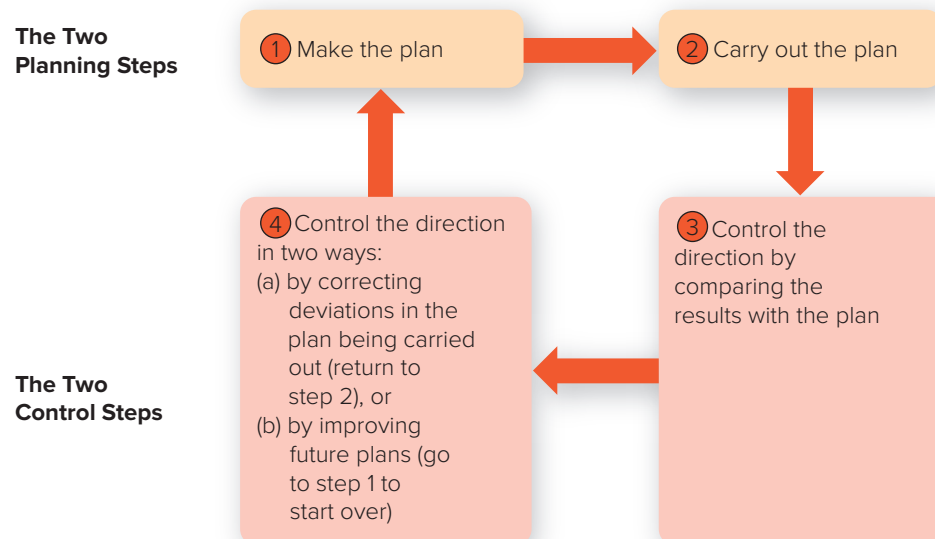 The Two
Planning Steps
1 Make the plan
2 Carry out the plan
4 Control the direction
in two ways:
(a) by correcting
deviations in the
plan being carried
out (return to
step 2), or
(b) by improving
future plans (go
to step 1 to
start over)
3 Control the
direction by
comparing the
results with the plan
The Two
Control Steps